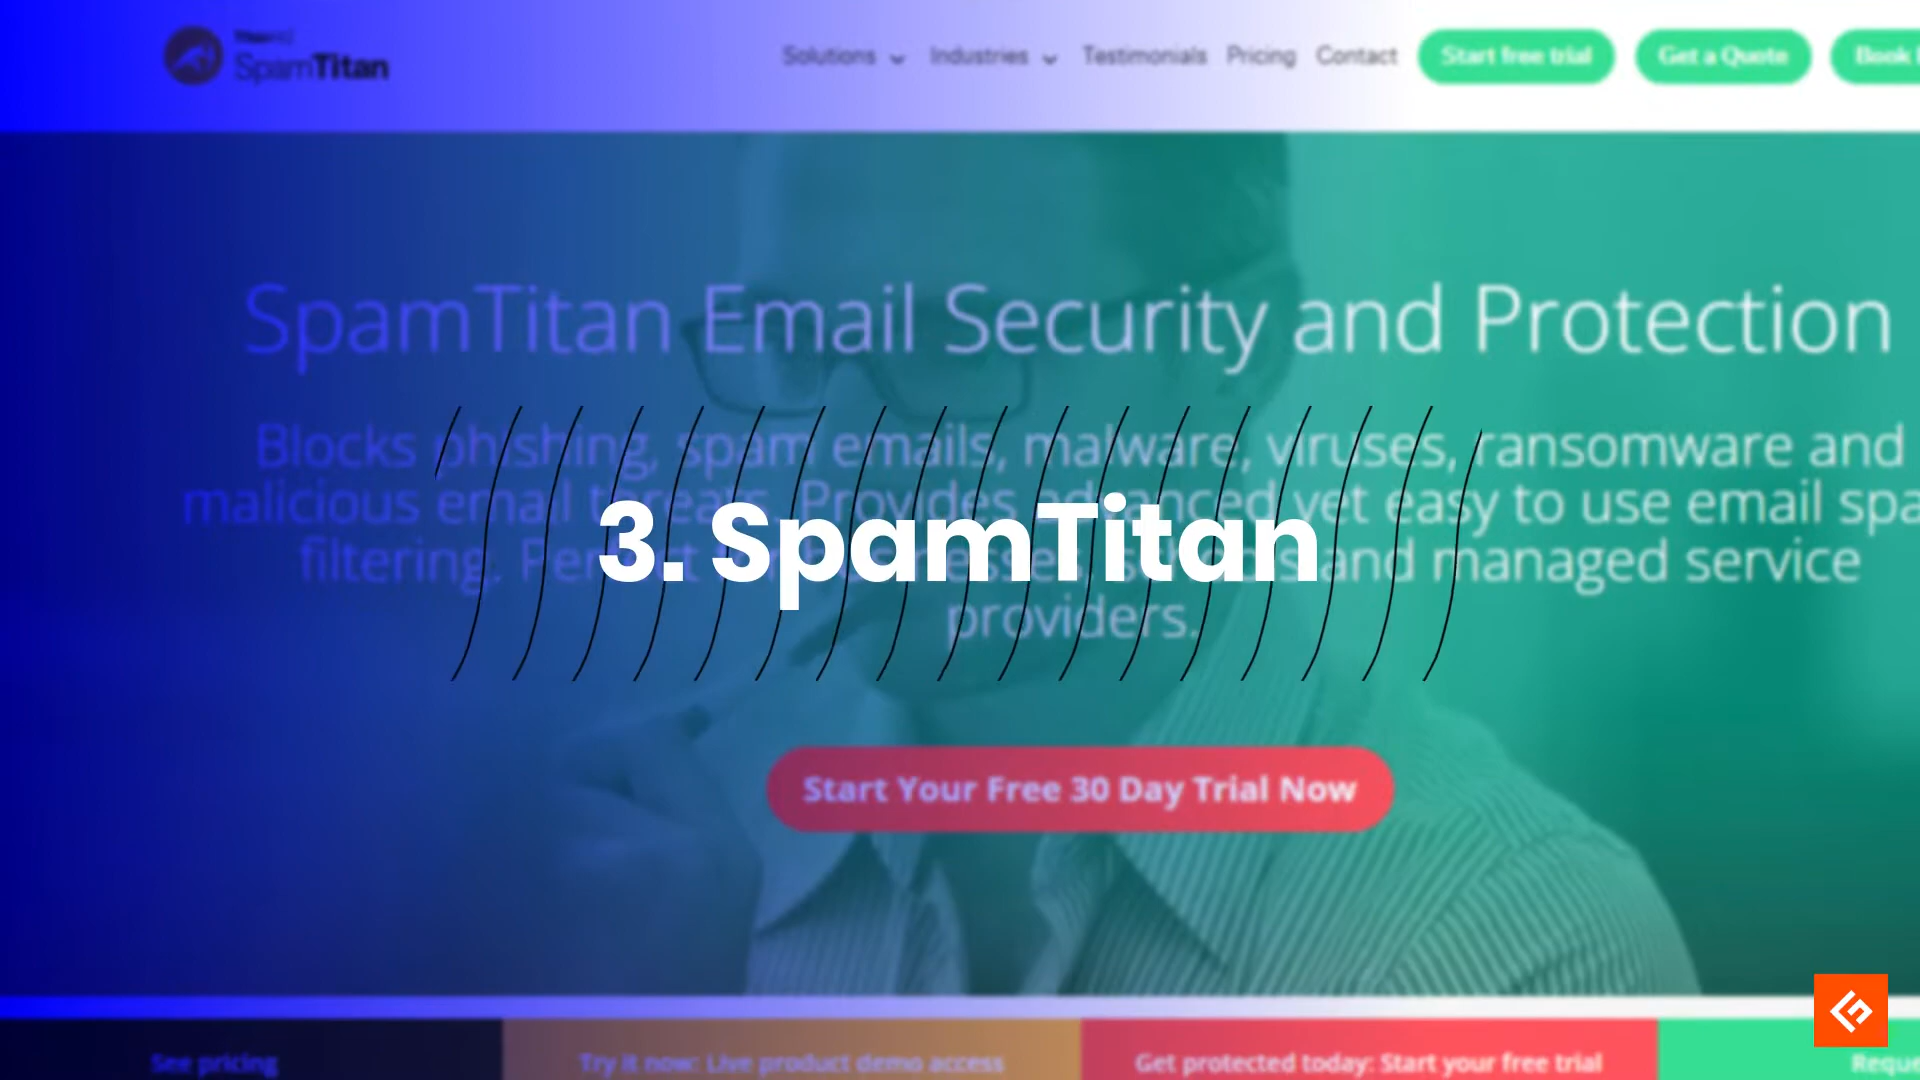 SpamTitan
Solutions Industries Testimonials Pricing Contact Start free trial Get a Quote Book
SpamTitan Email Security and Protection
Blocks phishing, spam emails, malware, viruses, ransomware and
malicious email threats. Provides advanced yet easy to use email spa
filtering. Perfect businesses, schools and managed service
providers.
3. SpamTitan
Start Your Free 30 Day Trial Now
See pricing
Try it now: Live product demo access
Get protected today: Start your free trial
Reque